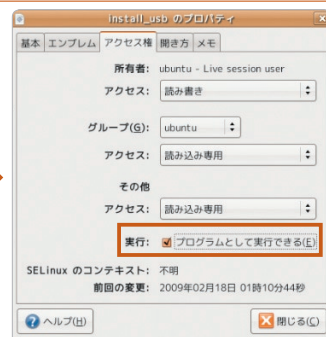 install_usb のプロパティ
基本 エンブレム アクセス権 開き方 メモ
所有者: ubuntu - Live session user
アクセス: 読み書き
グループ(G): ubuntu
アクセス: 読み込み専用
その他
アクセス: 読み込み専用
実行: プログラムとして実行できる(E)
SELinux のコンテキスト: 不明
前回の変更: 2009年02月18日 01時10分44秒
ヘルプ(H) 閉じる(C)